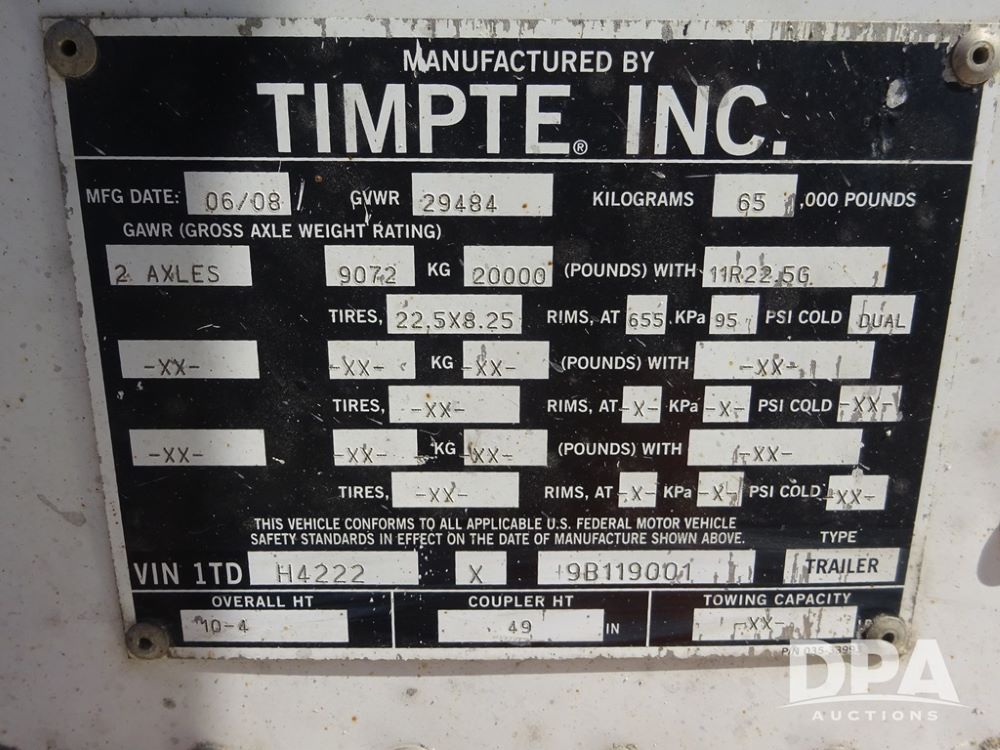 MANUFACTURED BY
TIMPTE® INC.
MFG DATE: 06/08 GVWR 29484 KILOGRAMS 65 ,000 POUNDS
GAWR (GROSS AXLE WEIGHT RATING)
2 AXLES 9072 KG 20000 (POUNDS) WITH 11R22.5G
TIRES, 22.5X8.25 RIMS, AT 655 KPa 95 PSI COLD DUAL
-XX- -XX- KG -XX- (POUNDS) WITH -XX-
TIRES, -XX- RIMS, AT -X- KPa -X- PSI COLD -XX-
-XX- -XX- KG -XX- (POUNDS) WITH -XX-
TIRES, -XX- RIMS, AT -X- KPa -X- PSI COLD -XX-
THIS VEHICLE CONFORMS TO ALL APPLICABLE U.S. FEDERAL MOTOR VEHICLE
SAFETY STANDARDS IN EFFECT ON THE DATE OF MANUFACTURE SHOWN ABOVE.
TYPE
VIN 1TD H4222 X 9B119001 TRAILER
OVERALL HT COUPLER HT TOWING CAPACITY
10-4 49 IN -XX-
P/N
DPA
AUCTIONS